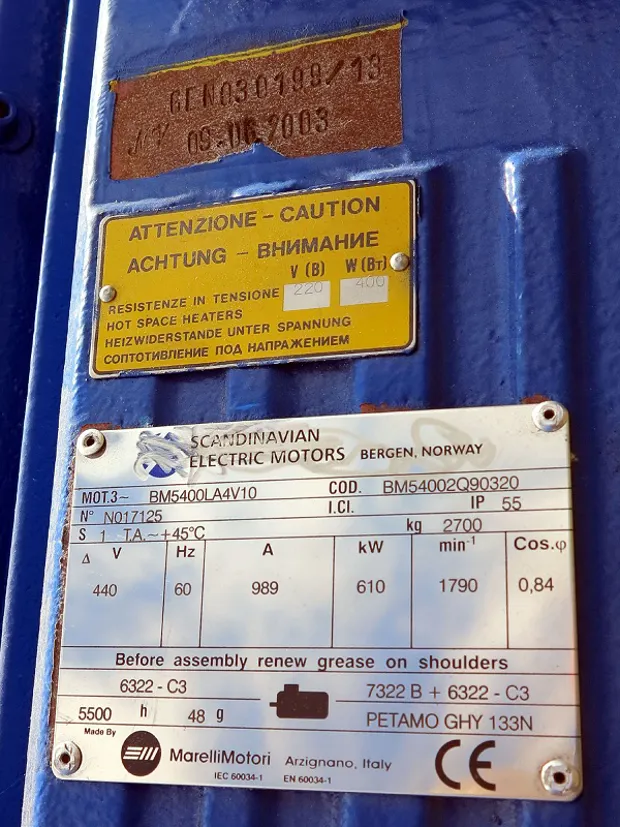 GEN030199/13
09-06-2003
ATTENZIONE - CAUTION
ACHTUNG - ВНИМАНИЕ
V (B) W (Вт)
220 400
RESISTENZE IN TENSIONE
HOT SPACE HEATERS
HEIZWIDERSTANDE UNTER SPANNUNG
СОПОТОТИВЛЕНИЕ ПОД НАПРАЖЕНИЕМ
SCANDINAVIAN
ELECTRIC MOTORS BERGEN, NORWAY
MOT.3~ BM5400LA4V10 COD. BM54002Q90320
N° N017125 I.CI. IP 55
S 1 T.A.~+45°C kg 2700
Δ V Hz A kW min⁻¹ Cos.φ
440 60 989 610 1790 0,84
Before assembly renew grease on shoulders
6322 - C3 7322 B + 6322 - C3
5500 h 48 g PETAMO GHY 133N
Made By
MarelliMotori Arzignano, Italy
IEC 60034-1 EN 60034-1
CE